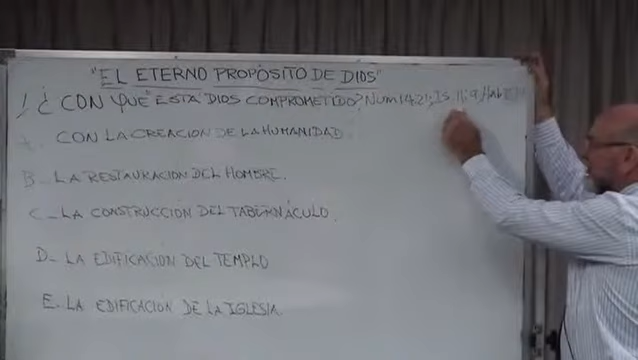 "EL ETERNO PROPÓSITO DE DIOS"
1/¿CON QUE ESTÁ DIOS COMPROMETIDO? Num 14:21; Is 11:9; Hab
A. CON LA CREACION DE LA HUMANIDAD.
B- LA RESTAURACION DEL HOMBRE.
C- LA CONSTRUCCION DEL TABERNÁCULO.
D- LA EDIFICACION DEL TEMPLO
E. LA EDIFICACION DE LA IGLESIA.